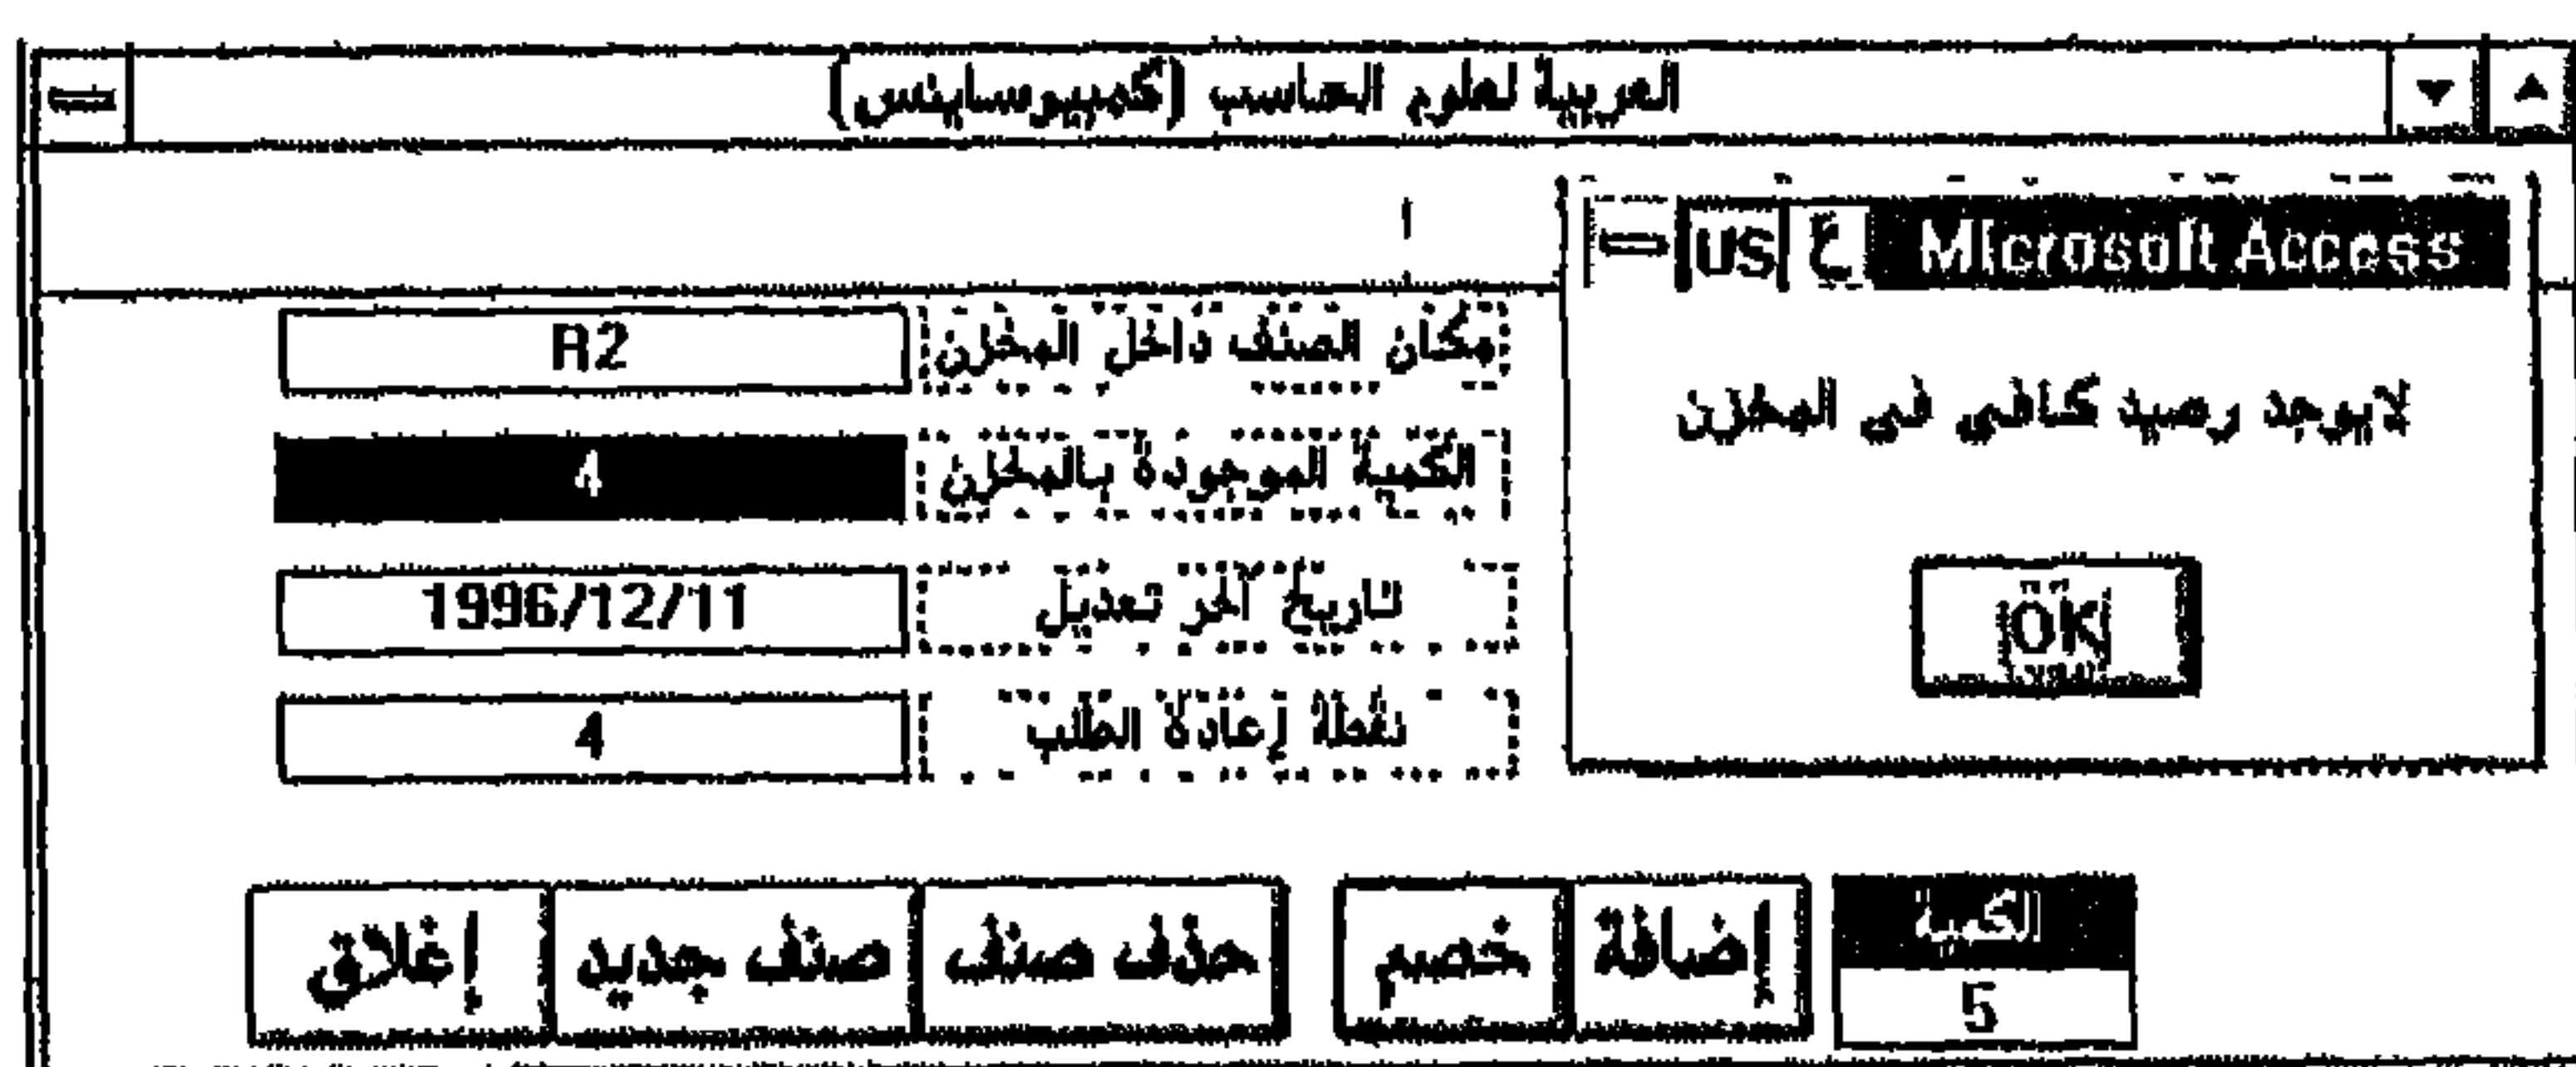 العربية لعلوم الحاسب (كمبيوساينس)
Microsoft Access ع US
لايوجد رصيد كافى فى المخزن
OK
مكان الصنف داخل المخزن R2
الكمية الموجودة بالمخزن 4
تاريخ آخر تعديل 1996/12/11
نقطة إعادة الطلب 4
الكمية
5
إضافة خصم حذف صنف صنف جديد إغلاق